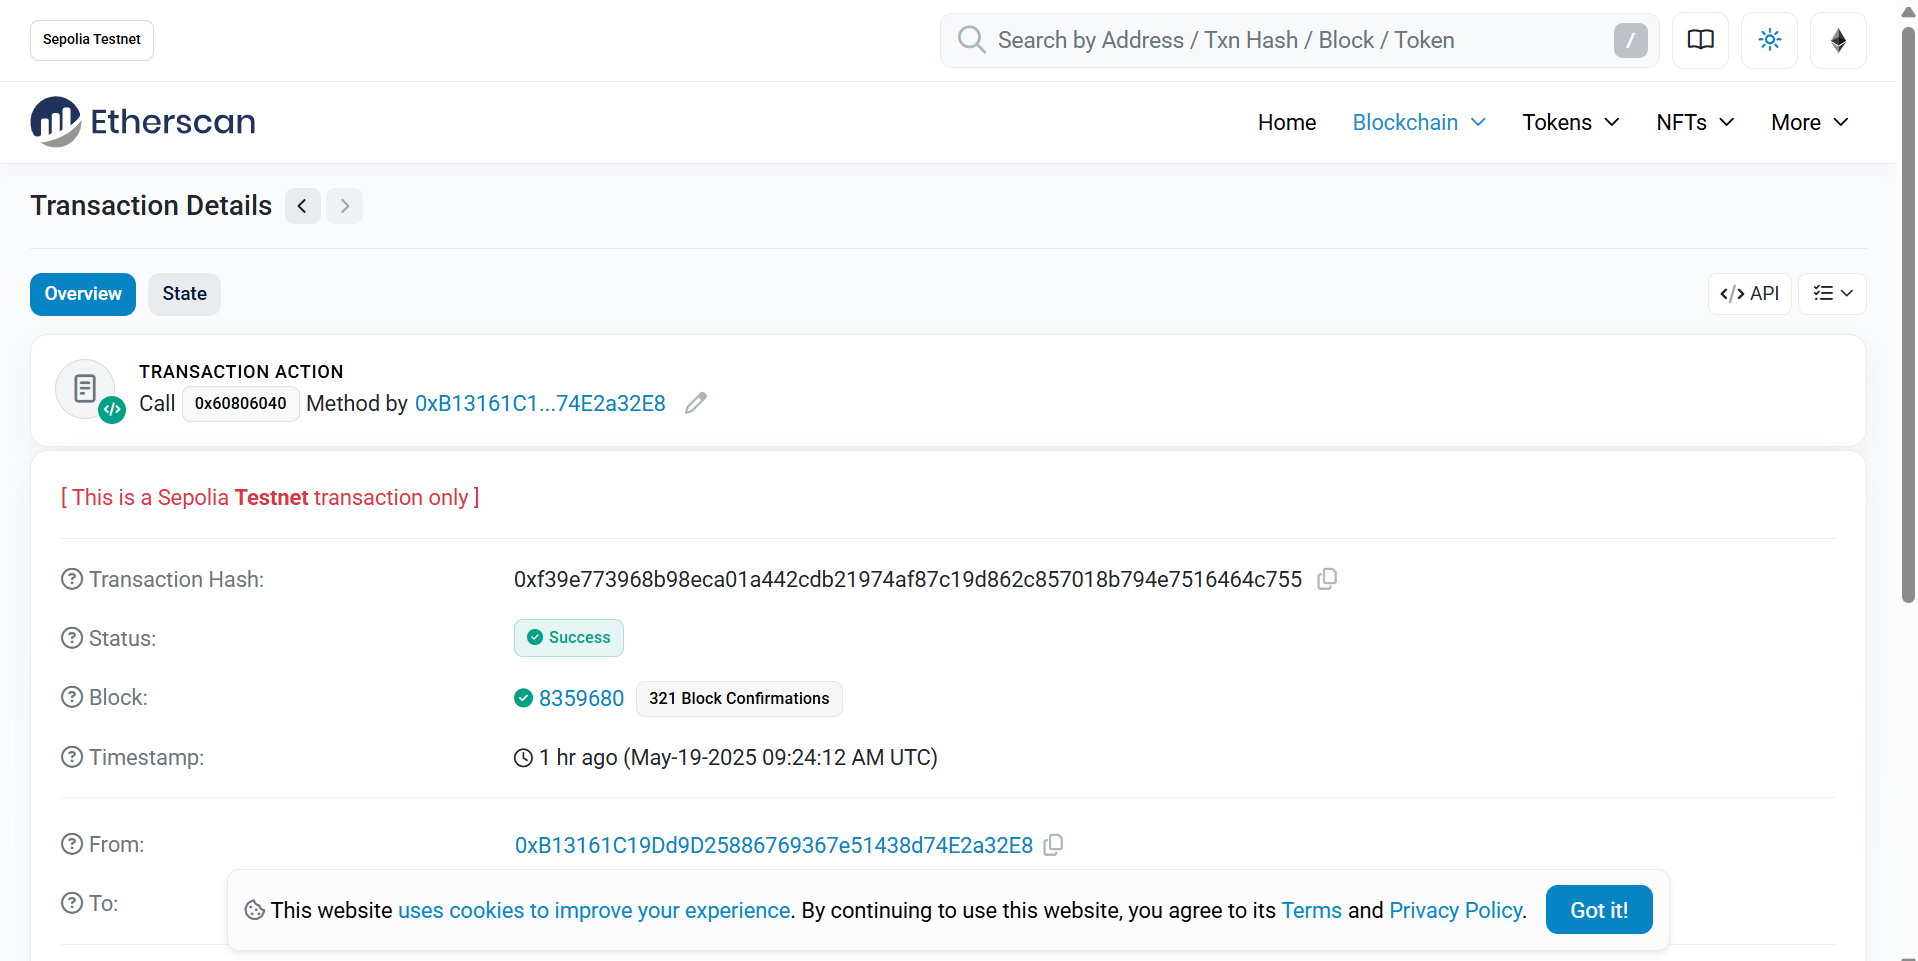 Sepolia Testnet
Search by Address / Txn Hash / Block / Token
/
Etherscan
Home Blockchain Tokens NFTs More
Transaction Details
Overview State
</> API
TRANSACTION ACTION
Call 0x60806040 Method by 0xB13161C1...74E2a32E8
[ This is a Sepolia Testnet transaction only ]
Transaction Hash: 0xf39e773968b98eca01a442cdb21974af87c19d862c857018b794e7516464c755
Status: Success
Block: 8359680 321 Block Confirmations
Timestamp: 1 hr ago (May-19-2025 09:24:12 AM UTC)
From: 0xB13161C19Dd9D25886769367e51438d74E2a32E8
To:
This website uses cookies to improve your experience. By continuing to use this website, you agree to its Terms and Privacy Policy. Got it!